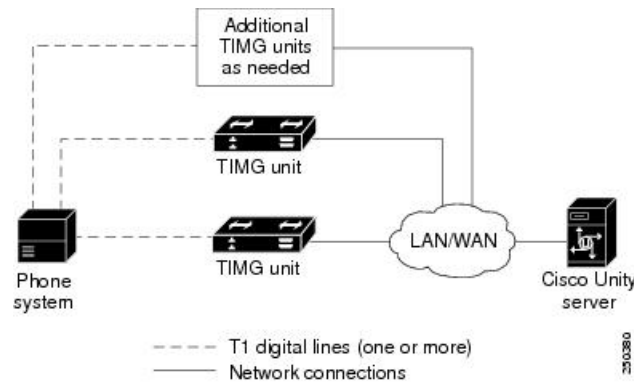 Additional
TIMG units
as needed
TIMG unit
TIMG unit
LAN/WAN
Phone
system
Cisco Unity
server
T1 digital lines (one or more)
Network connections
250380